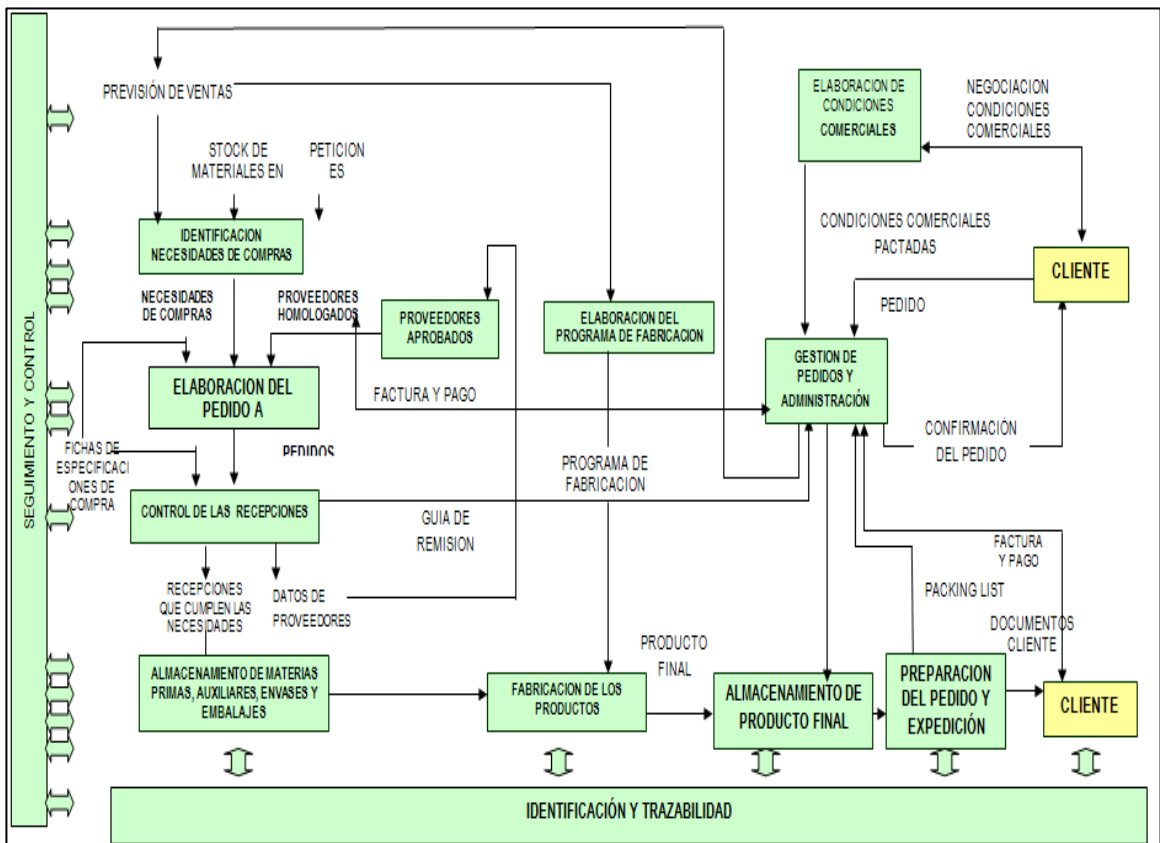 SEGUIMIENTO Y CONTROL
PREVISIÓN DE VENTAS
STOCK DE
MATERIALES EN
PETICION
ES
IDENTIFICACION
NECESIDADES DE COMPRAS
NECESIDADES
DE COMPRAS
PROVEEDORES
HOMOLOGADOS
PROVEEDORES
APROBADOS
ELABORACION DEL
PROGRAMA DE FABRICACION
ELABORACION DE
CONDICIONES
COMERCIALES
NEGOCIACION
CONDICIONES
COMERCIALES
CONDICIONES COMERCIALES
PACTADAS
CLIENTE
PEDIDO
GESTION DE
PEDIDOS Y
ADMINISTRACIÓN
ELABORACION DEL
PEDIDO A
FACTURA Y PAGO
CONFIRMACIÓN
DEL PEDIDO
FICHAS DE
ESPECIFICACI
ONES DE
COMPRA
PEDIDOS
PROGRAMA DE
FABRICACION
CONTROL DE LAS RECEPCIONES
GUIA DE
REMISION
FACTURA
Y PAGO
RECEPCIONES
QUE CUMPLEN LAS
NECESIDADES
DATOS DE
PROVEEDORES
PACKING LIST
DOCUMENTOS
CLIENTE
PRODUCTO
FINAL
ALMACENAMIENTO DE MATERIAS
PRIMAS, AUXILIARES, ENVASES Y
EMBALAJES
FABRICACION DE LOS
PRODUCTOS
ALMACENAMIENTO DE
PRODUCTO FINAL
PREPARACION
DEL PEDIDO Y
EXPEDICIÓN
CLIENTE
IDENTIFICACIÓN Y TRAZABILIDAD